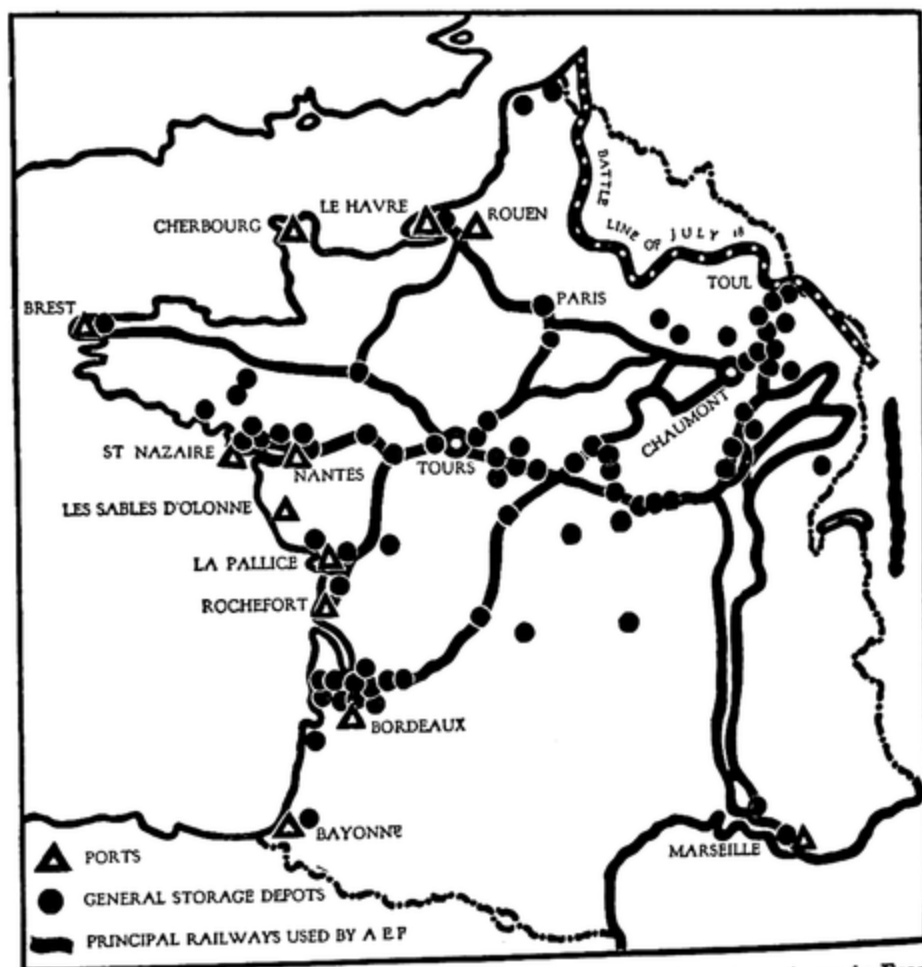 BATTLE LINE OF JULY 18
LE HAVRE
ROUEN
CHERBOURG
TOUL
BREST
PARIS
CHAUMONT
ST NAZAIRE
NANTES
TOURS
LES SABLES D'OLONNE
LA PALLICE
ROCHEFORT
BORDEAUX
BAYONNE
MARSEILLE
PORTS
GENERAL STORAGE DEPOTS
PRINCIPAL RAILWAYS USED BY A E F